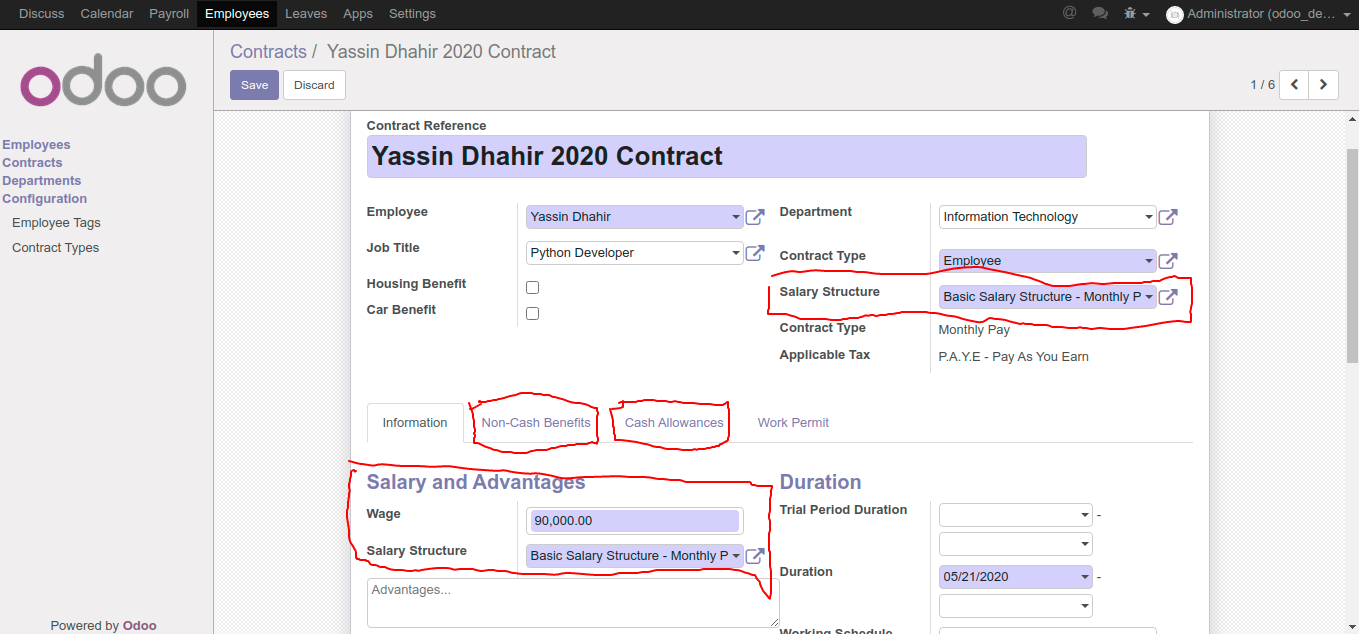 Discuss Calendar Payroll Employees Leaves Apps Settings @ Administrator (odoo_de...
odoo
Employees
Contracts
Departments
Configuration
Employee Tags
Contract Types
Powered by Odoo
Contracts / Yassin Dhahir 2020 Contract
Save Discard 1 / 6
Contract Reference
Yassin Dhahir 2020 Contract
Employee Yassin Dhahir
Job Title Python Developer
Housing Benefit
Car Benefit
Department Information Technology
Contract Type Employee
Salary Structure Basic Salary Structure - Monthly P
Contract Type Monthly Pay
Applicable Tax P.A.Y.E - Pay As You Earn
Information Non-Cash Benefits Cash Allowances Work Permit
Salary and Advantages
Wage 90,000.00
Salary Structure Basic Salary Structure - Monthly P
Advantages...
Duration
Trial Period Duration -
Duration 05/21/2020 -
Working Schedule